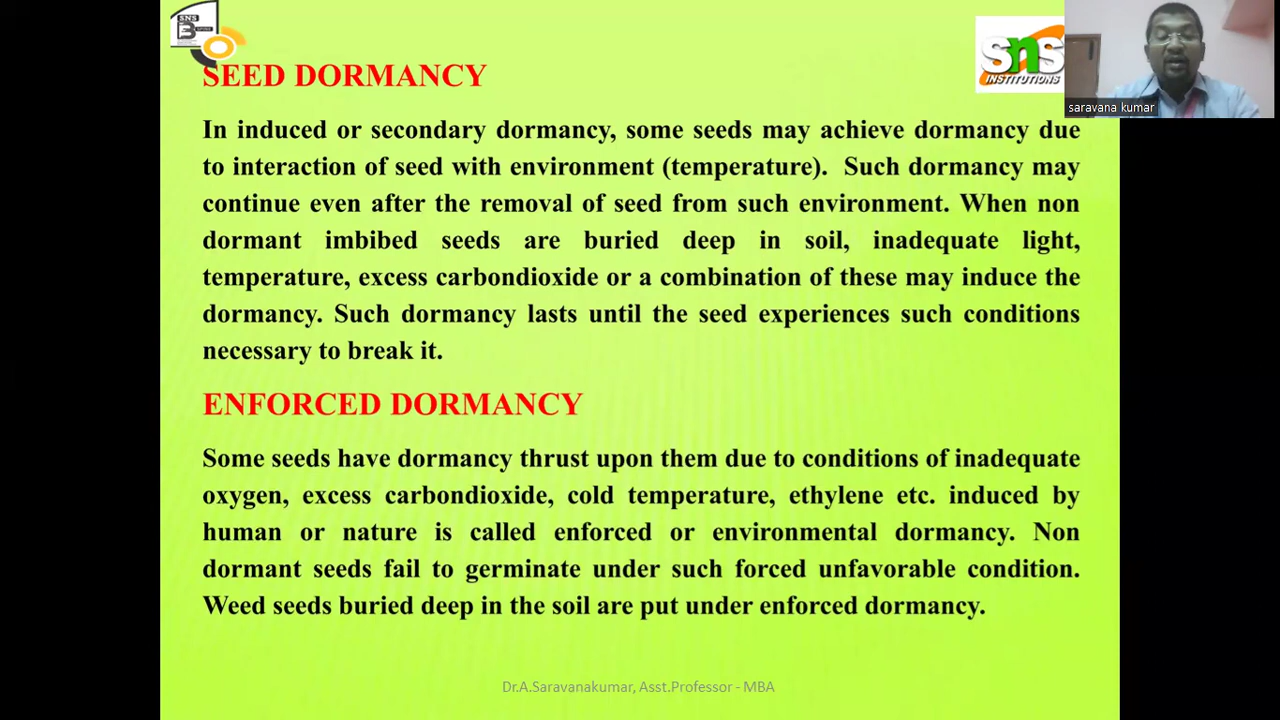 SNS
SEED DORMANCY
sns
INSTITUTIONS
saravana kumar
In induced or secondary dormancy, some seeds may achieve dormancy due
to interaction of seed with environment (temperature).  Such dormancy may
continue even after the removal of seed from such environment. When non
dormant imbibed seeds are buried deep in soil, inadequate light,
temperature, excess carbondioxide or a combination of these may induce the
dormancy. Such dormancy lasts until the seed experiences such conditions
necessary to break it.
ENFORCED DORMANCY
Some seeds have dormancy thrust upon them due to conditions of inadequate
oxygen, excess carbondioxide, cold temperature, ethylene etc. induced by
human or nature is called enforced or environmental dormancy. Non
dormant seeds fail to germinate under such forced unfavorable condition.
Weed seeds buried deep in the soil are put under enforced dormancy.
Dr.A.Saravanakumar, Asst.Professor - MBA